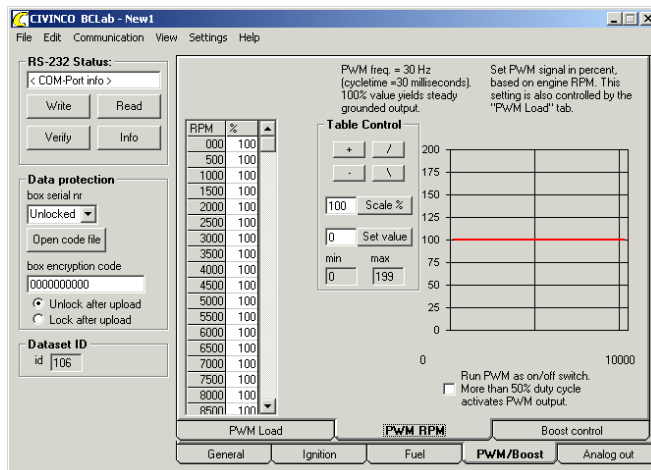 CIVINCO BCLab - New1
File Edit Communication View Settings Help
RS-232 Status:
< COM-Port info >
Write Read
Verify Info
Data protection
box serial nr
Unlocked
Open code file
box encryption code
0000000000
Unlock after upload
Lock after upload
Dataset ID
id 106
PWM freq. = 30 Hz
(cycletime =30 milliseconds).
100% value yields steady
grounded output.
Set PWM signal in percent,
based on engine RPM. This
setting is also controlled by the
"PWM Load" tab.
RPM %
000 100
500 100
1000 100
1500 100
2000 100
2500 100
3000 100
3500 100
4000 100
4500 100
5000 100
5500 100
6000 100
6500 100
7000 100
7500 100
8000 100
8500 100
Table Control
+ /
- \
100 Scale %
0 Set value
min max
0 199
200
175
150
125
100
75
50
25
0
0 10000
Run PWM as on/off switch.
More than 50% duty cycle
activates PWM output.
PWM Load PWM RPM Boost control
General Ignition Fuel PWM/Boost Analog out